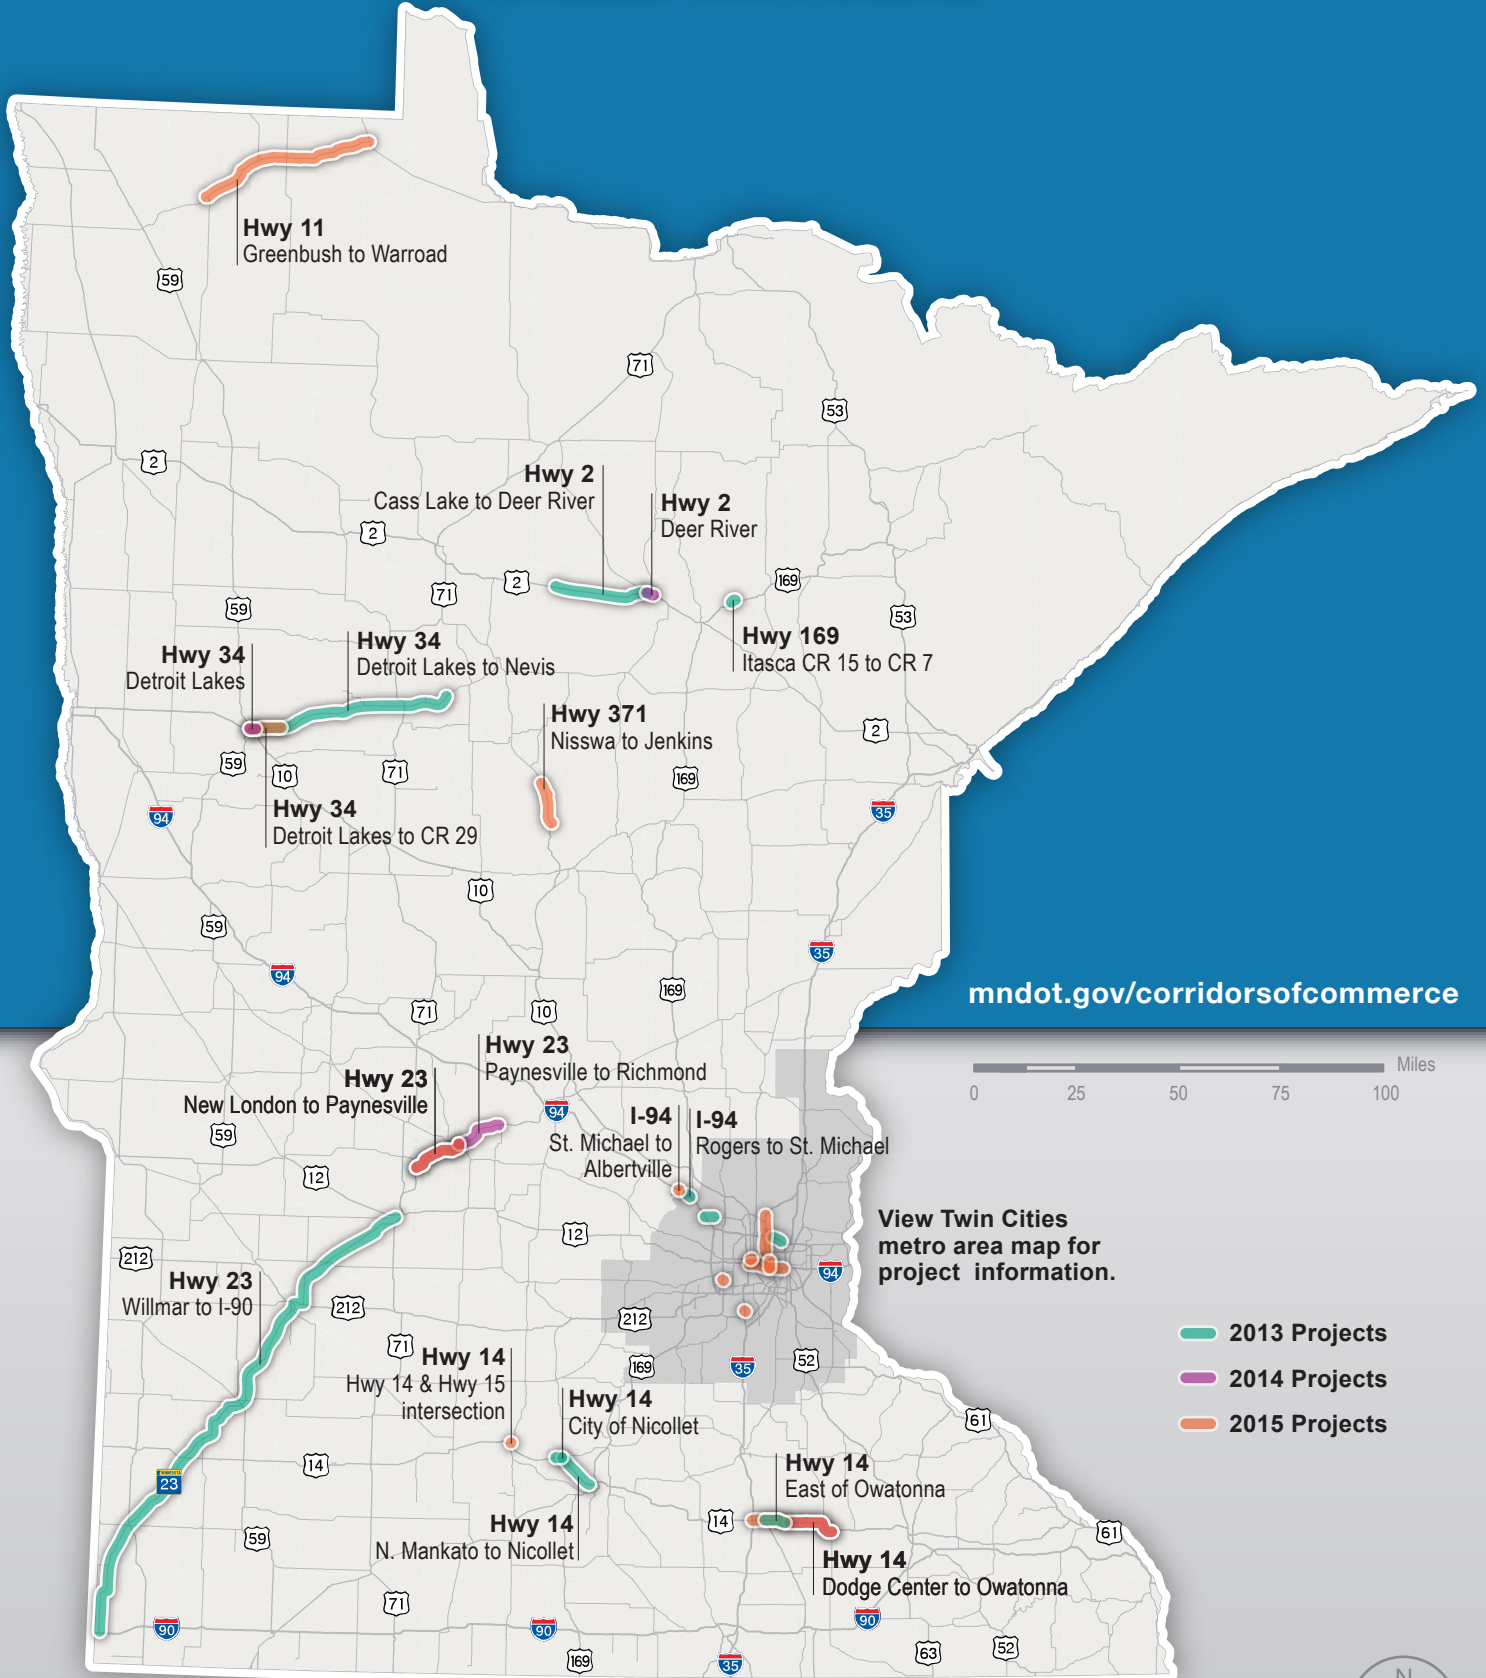 Hwy 11
Greenbush to Warroad
59
71
53
2
Hwy 2
Cass Lake to Deer River
Hwy 2
Deer River
2
2
71
169
59
53
Hwy 169
Itasca CR 15 to CR 7
Hwy 34
Detroit Lakes
Hwy 34
Detroit Lakes to Nevis
Hwy 371
Nisswa to Jenkins
2
59
10
71
169
94
Hwy 34
Detroit Lakes to CR 29
35
10
59
35
94
169
mndot.gov/corridorsofcommerce
71
10
Hwy 23
Paynesville to Richmond
Miles
0 25 50 75 100
Hwy 23
New London to Paynesville
94
I-94
St. Michael to
Albertville
I-94
Rogers to St. Michael
59
12
View Twin Cities
metro area map for
project information.
12
212
94
Hwy 23
Willmar to I-90
212
212
71
169
35
52
2013 Projects
2014 Projects
2015 Projects
Hwy 14
Hwy 14 & Hwy 15
intersection
Hwy 14
City of Nicollet
61
14
MINNESOTA
23
Hwy 14
East of Owatonna
14
59
Hwy 14
N. Mankato to Nicollet
61
Hwy 14
Dodge Center to Owatonna
71
90
90
90
169
35
63
52
N